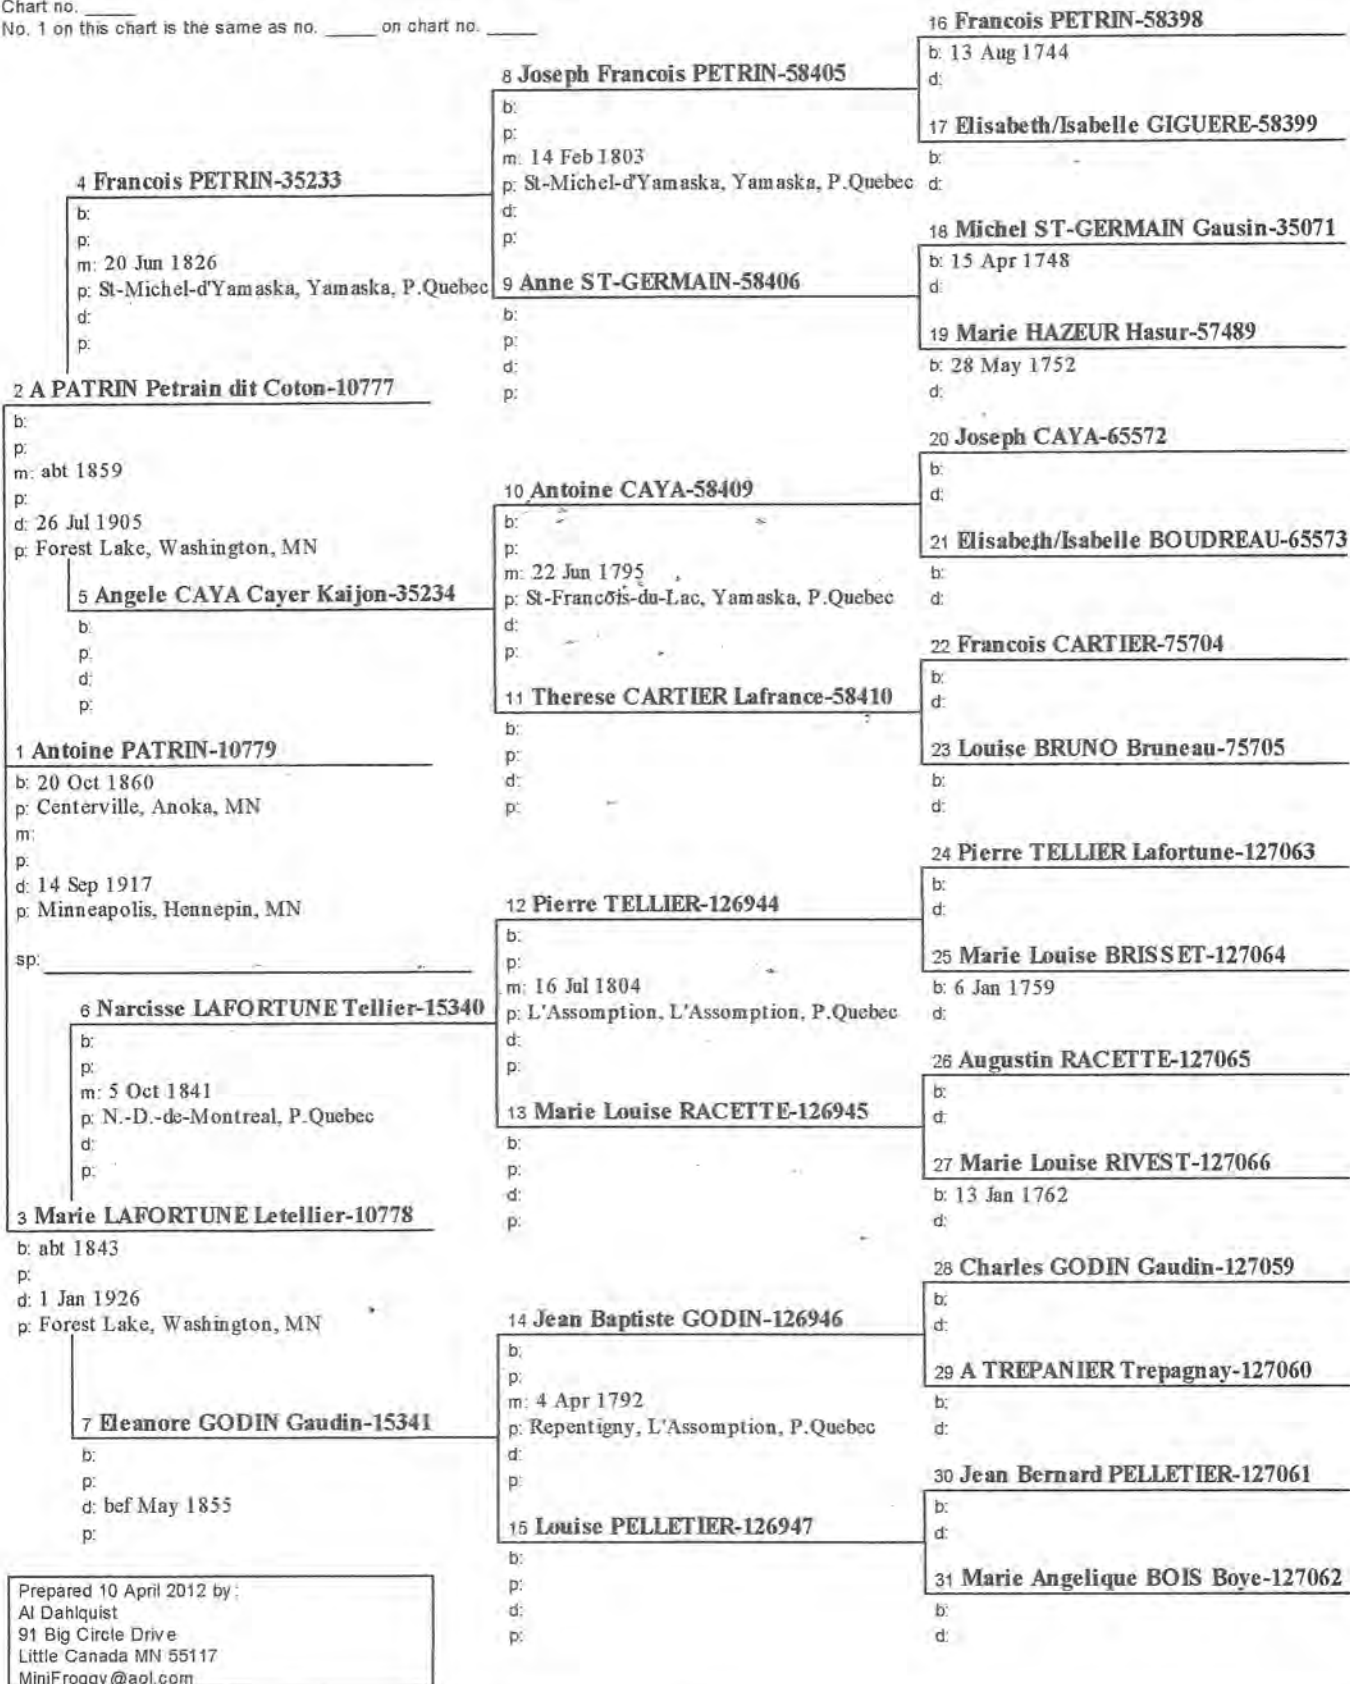 Chart no. _____
No. 1 on this chart is the same as no. _____ on chart no. _____
16 Francois PETRIN-58398
b: 13 Aug 1744
d:
8 Joseph Francois PETRIN-58405
b:
p:
m: 14 Feb 1803
p: St-Michel-d'Yamaska, Yamaska, P.Quebec
d:
p:
17 Elisabeth/Isabelle GIGUERE-58399
b:
d:
4 Francois PETRIN-35233
b:
p:
m: 20 Jun 1826
p: St-Michel-d'Yamaska, Yamaska, P.Quebec
d:
p:
18 Michel ST-GERMAIN Gausin-35071
b: 15 Apr 1748
d:
9 Anne ST-GERMAIN-58406
b:
p:
d:
p:
19 Marie HAZEUR Hasur-57489
b: 28 May 1752
d:
2 A PATRIN Petrain dit Coton-10777
b:
p:
m: abt 1859
p:
d: 26 Jul 1905
p: Forest Lake, Washington, MN
20 Joseph CAYA-65572
b:
d:
10 Antoine CAYA-58409
b:
p:
m: 22 Jun 1795
p: St-Francois-du-Lac, Yamaska, P.Quebec
d:
p:
21 Elisabeth/Isabelle BOUDREAU-65573
b:
d:
5 Angele CAYA Cayer Kaijon-35234
b:
p:
d:
p:
22 Francois CARTIER-75704
b:
d:
11 Therese CARTIER Lafrance-58410
b:
p:
d:
p:
23 Louise BRUNO Bruneau-75705
b:
d:
1 Antoine PATRIN-10779
b: 20 Oct 1860
p: Centerville, Anoka, MN
m:
p:
d: 14 Sep 1917
p: Minneapolis, Hennepin, MN
sp:
24 Pierre TELLIER Lafortune-127063
b:
d:
12 Pierre TELLIER-126944
b:
p:
m: 16 Jul 1804
p: L'Assomption, L'Assomption, P.Quebec
d:
p:
25 Marie Louise BRISSET-127064
b: 6 Jan 1759
d:
6 Narcisse LAFORTUNE Tellier-15340
b:
p:
m: 5 Oct 1841
p: N.-D.-de-Montreal, P.Quebec
d:
p:
26 Augustin RACETTE-127065
b:
d:
13 Marie Louise RACETTE-126945
b:
p:
d:
p:
27 Marie Louise RIVEST-127066
b: 13 Jan 1762
d:
3 Marie LAFORTUNE Letellier-10778
b: abt 1843
p:
d: 1 Jan 1926
p: Forest Lake, Washington, MN
28 Charles GODIN Gaudin-127059
b:
d:
14 Jean Baptiste GODIN-126946
b:
p:
m: 4 Apr 1792
p: Repentigny, L'Assomption, P.Quebec
d:
p:
29 A TREPANIER Trepagnay-127060
b:
d:
7 Eleanore GODIN Gaudin-15341
b:
p:
d: bef May 1855
p:
30 Jean Bernard PELLETIER-127061
b:
d:
15 Louise PELLETIER-126947
b:
p:
d:
p:
31 Marie Angelique BOIS Boye-127062
b:
d:
Prepared 10 April 2012 by:
Al Dahlquist
91 Big Circle Drive
Little Canada MN 55117
MiniFroggy@aol.com